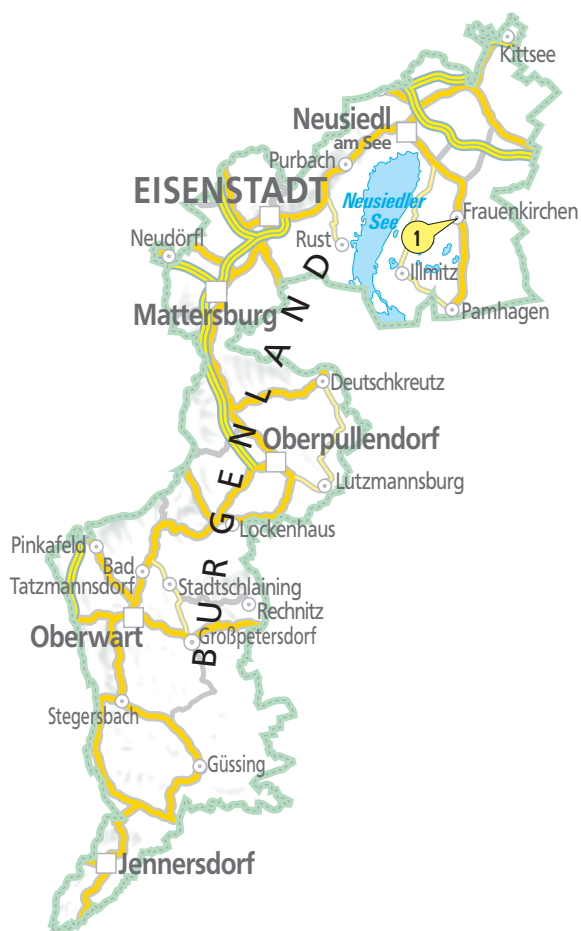 Kittsee
Neusiedl
am See
Purbach
EISENSTADT
Neusiedler
See
Frauenkirchen
1
Neudörfl
Rust
Illmitz
Mattersburg
Pamhagen
BURGENLAND
Deutschkreutz
Oberpullendorf
Lutzmannsburg
Lockenhaus
Pinkafeld
Bad
Tatzmannsdorf
Stadtschlaining
Rechnitz
Oberwart
Großpetersdorf
Stegersbach
Güssing
Jennersdorf